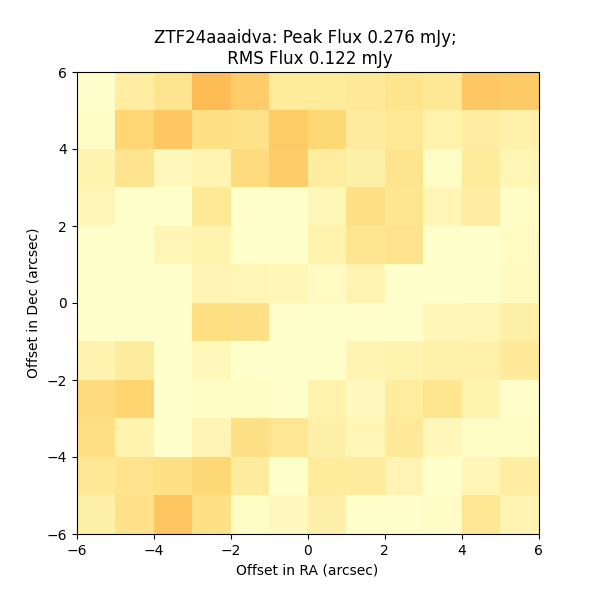 ZTF24aaaidva: Peak Flux 0.276 mJy;
RMS Flux 0.122 mJy
6
4
2
0
−2
−4
−6
Offset in Dec (arcsec)
−6 −4 −2 0 2 4 6
Offset in RA (arcsec)